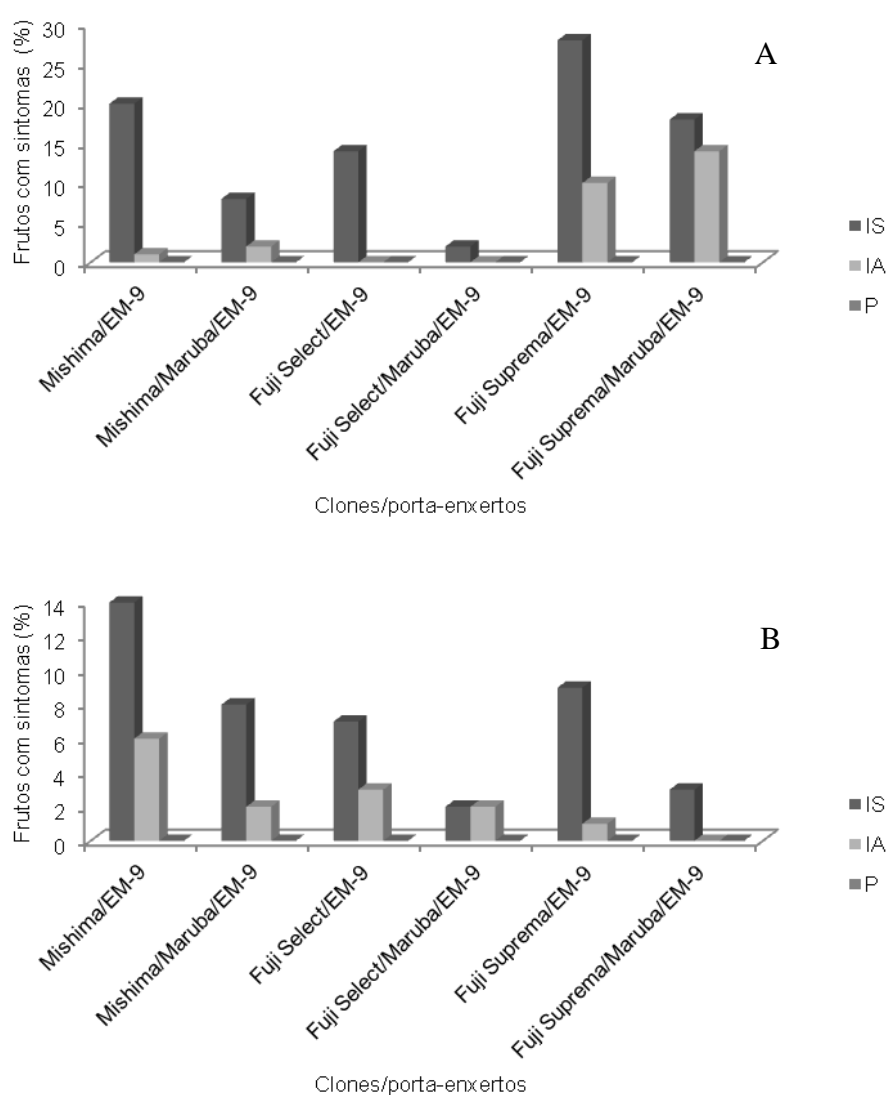 Frutos com sintomas (%)
30
25
20
15
10
5
0
A
IS
IA
P
Mishima/EM-9
Mishima/Maruba/EM-9
Fuji Select/EM-9
Fuji Select/Maruba/EM-9
Fuji Suprema/EM-9
Fuji Suprema/Maruba/EM-9
Clones/porta-enxertos
Frutos com sintomas (%)
14
12
10
8
6
4
2
0
B
IS
IA
P
Mishima/EM-9
Mishima/Maruba/EM-9
Fuji Select/EM-9
Fuji Select/Maruba/EM-9
Fuji Suprema/EM-9
Fuji Suprema/Maruba/EM-9
Clones/porta-enxertos